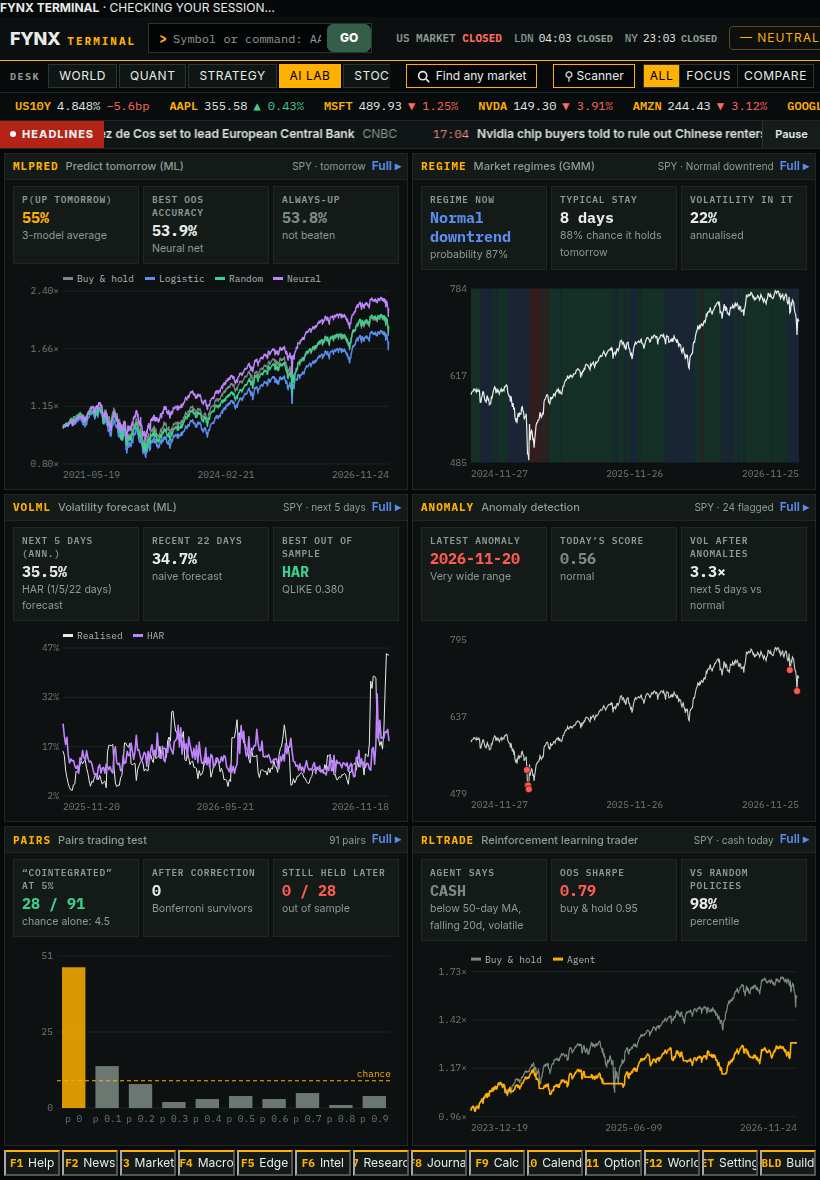 FYNX TERMINAL · CHECKING YOUR SESSION...
FYNX TERMINAL > Symbol or command: AA GO US MARKET CLOSED LDN 04:03 CLOSED NY 23:03 CLOSED — NEUTRAL
DESK WORLD QUANT STRATEGY AI LAB STOC Find any market Scanner ALL FOCUS COMPARE
US10Y 4.848% −5.6bp AAPL 355.58 ▲ 0.43% MSFT 489.93 ▼ 1.25% NVDA 149.30 ▼ 3.91% AMZN 244.43 ▼ 3.12% GOOGL
● HEADLINES z de Cos set to lead European Central Bank CNBC 17:04 Nvidia chip buyers told to rule out Chinese renters Pause
MLPRED Predict tomorrow (ML) SPY · tomorrow Full ▸
P(UP TOMORROW)
55%
3-model average
BEST OOS
ACCURACY
53.9%
Neural net
ALWAYS-UP
53.8%
not beaten
Buy & hold Logistic Random Neural
2.40×
1.66×
1.15×
0.80×
2021-05-19 2024-02-21 2026-11-24
REGIME Market regimes (GMM) SPY · Normal downtrend Full ▸
REGIME NOW
Normal
downtrend
probability 87%
TYPICAL STAY
8 days
88% chance it holds
tomorrow
VOLATILITY IN IT
22%
annualised
784
617
485
2024-11-27 2025-11-26 2026-11-25
VOLML Volatility forecast (ML) SPY · next 5 days Full ▸
NEXT 5 DAYS
(ANN.)
35.5%
HAR (1/5/22 days)
forecast
RECENT 22 DAYS
34.7%
naive forecast
BEST OUT OF
SAMPLE
HAR
QLIKE 0.380
Realised HAR
47%
32%
17%
2%
2025-11-20 2026-05-21 2026-11-18
ANOMALY Anomaly detection SPY · 24 flagged Full ▸
LATEST ANOMALY
2026-11-20
Very wide range
TODAY'S SCORE
0.56
normal
VOL AFTER
ANOMALIES
3.3×
next 5 days vs
normal
795
637
479
2024-11-27 2025-11-26 2026-11-25
PAIRS Pairs trading test 91 pairs Full ▸
“COINTEGRATED”
AT 5%
28 / 91
chance alone: 4.5
AFTER CORRECTION
0
Bonferroni survivors
STILL HELD LATER
0 / 28
out of sample
51
25
0
chance
p 0 p 0.1 p 0.2 p 0.3 p 0.4 p 0.5 p 0.6 p 0.7 p 0.8 p 0.9
RLTRADE Reinforcement learning trader SPY · cash today Full ▸
AGENT SAYS
CASH
below 50-day MA,
falling 20d, volatile
OOS SHARPE
0.79
buy & hold 0.95
VS RANDOM
POLICIES
98%
percentile
Buy & hold Agent
1.73×
1.42×
1.17×
0.96×
2023-12-19 2025-06-09 2026-11-24
F1 Help F2 News 3 Market F4 Macro F5 Edge F6 Intel 7 Researc F8 Journa F9 Calc 10 Calend 11 Option F12 World ET Setting BLD Build